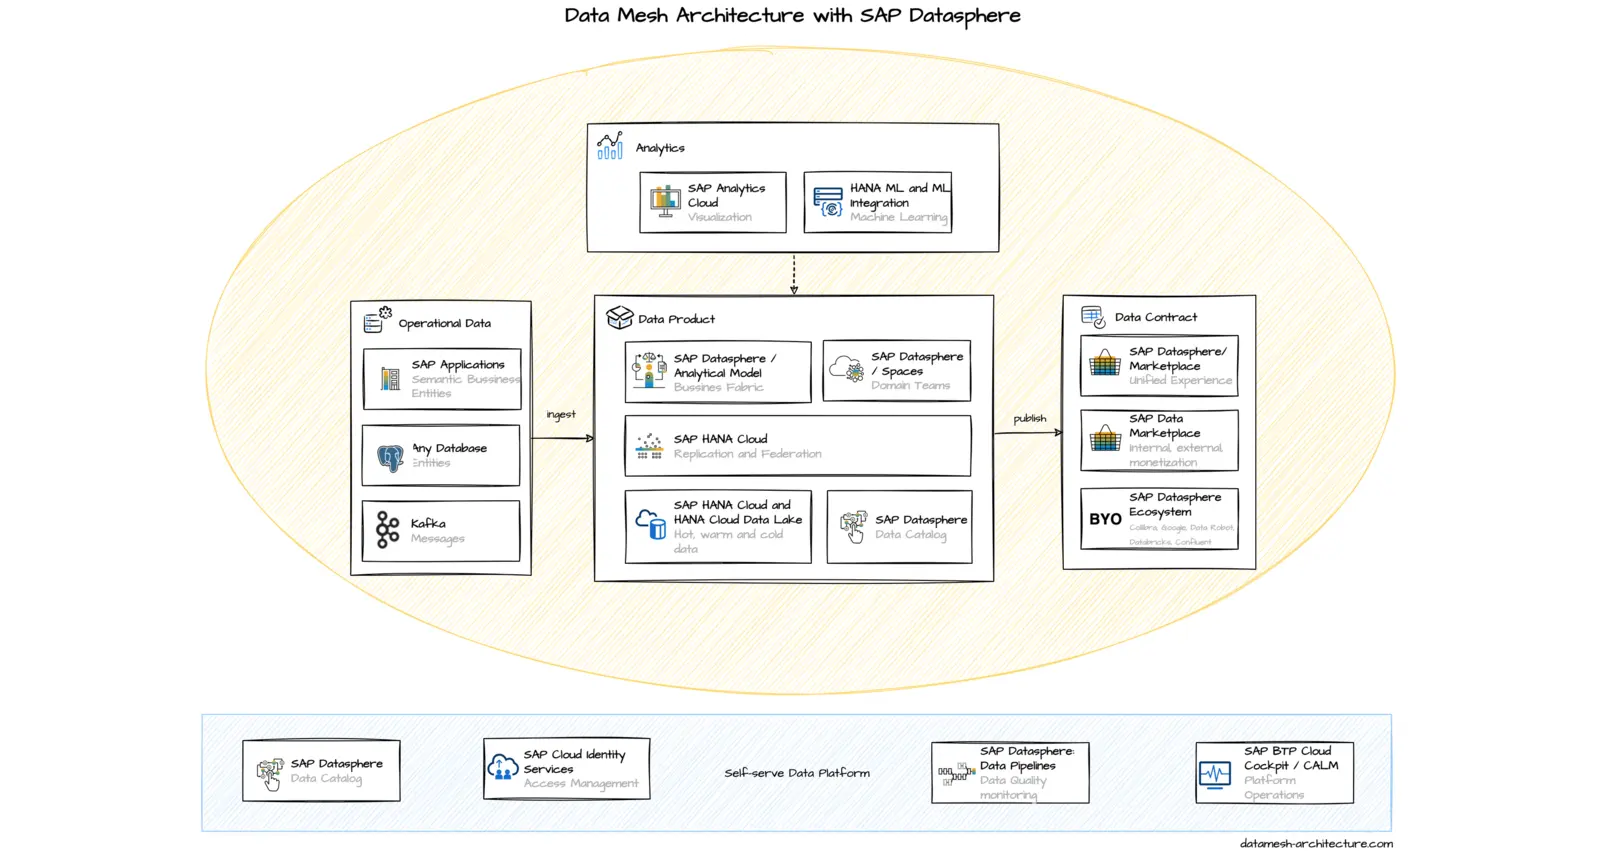 Data Mesh Architecture with SAP Datasphere
Analytics
SAP Analytics
Cloud
Visualization
HANA ML and ML
Integration
Machine Learning
Operational Data
SAP Applications
Semantic Bussiness
Entities
Any Database
Entities
Kafka
Messages
ingest
Data Product
SAP Datasphere /
Analytical Model
Bussines Fabric
SAP Datasphere
/ Spaces
Domain Teams
SAP HANA Cloud
Replication and Federation
SAP HANA Cloud and
HANA Cloud Data Lake
Hot, warm and cold
data
SAP Datasphere
Data Catalog
publish
Data Contract
SAP Datasphere/
Marketplace
Unified Experience
SAP Data
Marketplace
Internal, external,
monetization
BYO
SAP Datasphere
Ecosystem
Collibra, Google, Data Robot,
Databricks, Confluent
SAP Datasphere
Data Catalog
SAP Cloud Identity
Services
Access Management
Self-serve Data Platform
SAP Datasphere:
Data Pipelines
Data Quality
monitoring
SAP BTP Cloud
Cockpit / CALM
Platform
Operations
datamesh-architecture.com